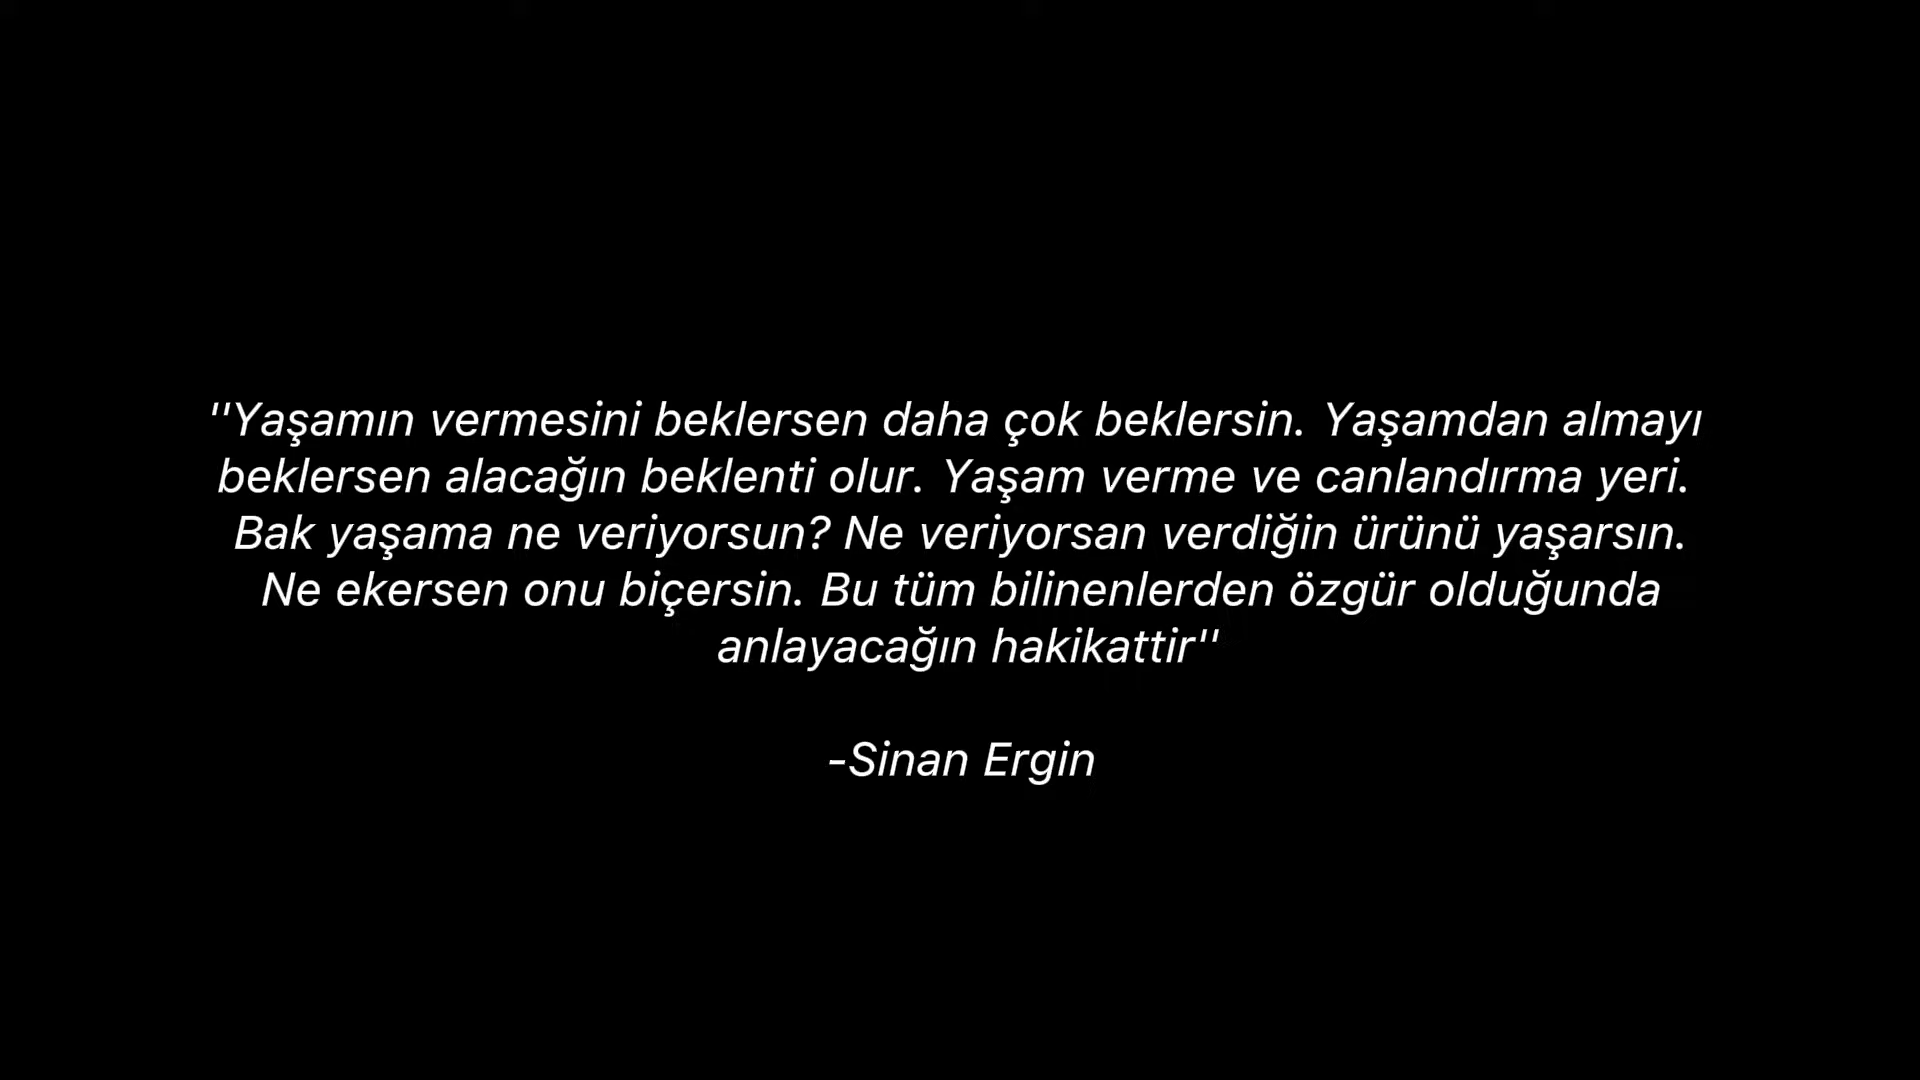 ''Yaşamın vermesini beklersen daha çok beklersin. Yaşamdan almayı
beklersen alacağın beklenti olur. Yaşam verme ve canlandırma yeri.
Bak yaşama ne veriyorsun? Ne veriyorsan verdiğin ürünü yaşarsın.
Ne ekersen onu biçersin. Bu tüm bilinenlerden özgür olduğunda
anlayacağın hakikattir''
-Sinan Ergin